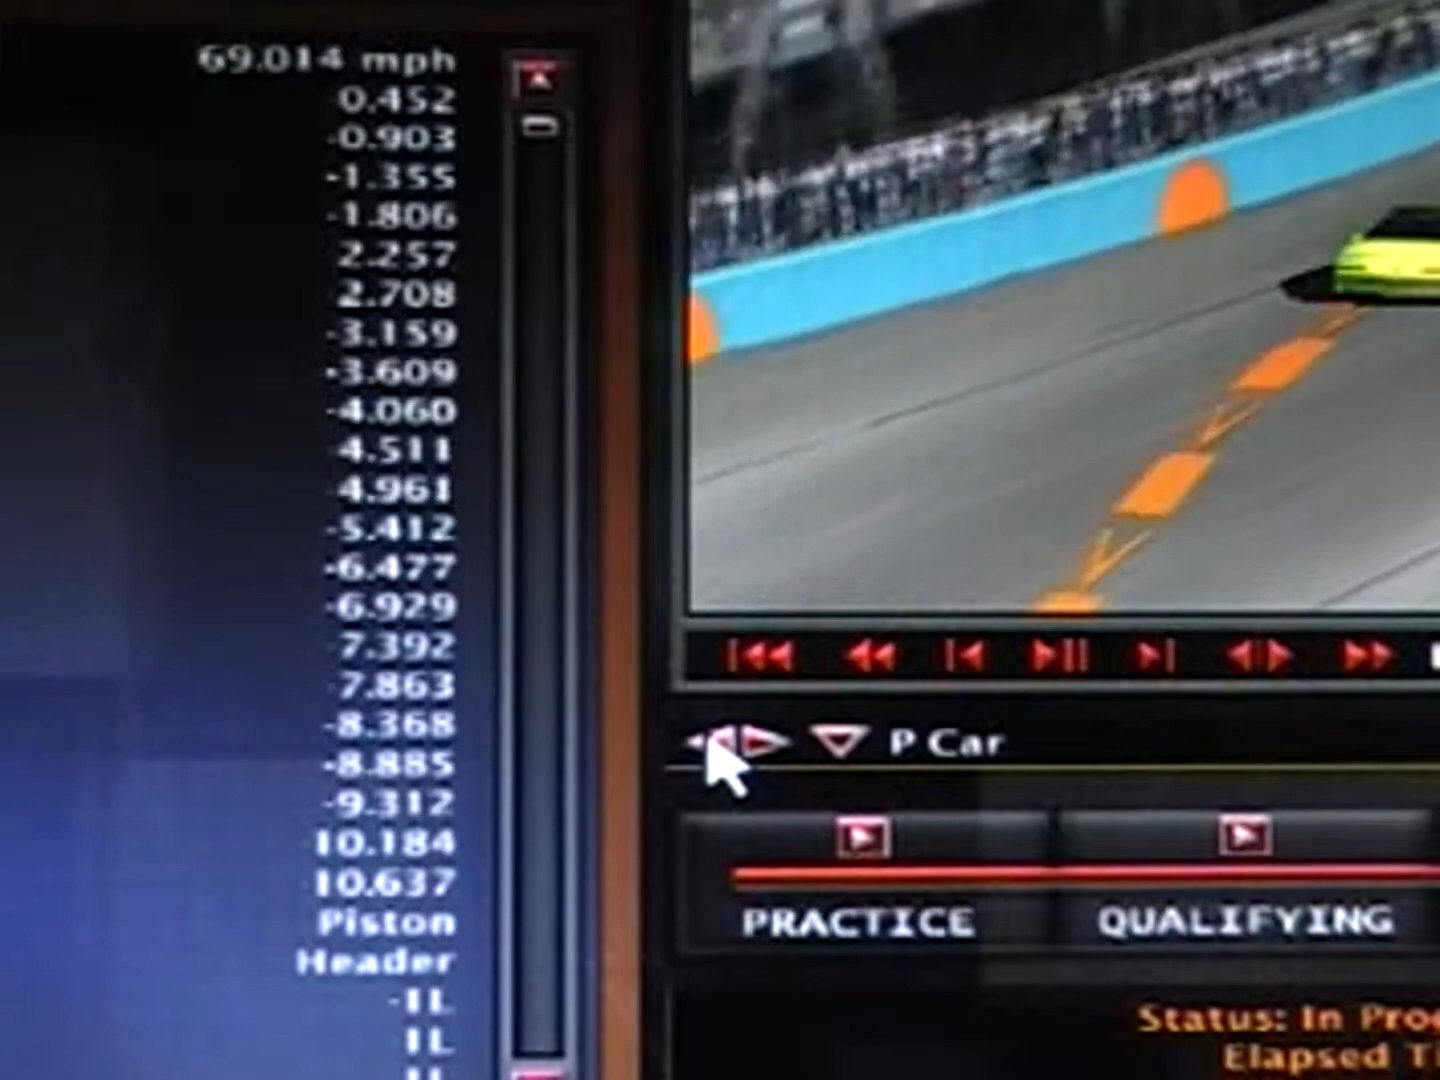 69.014 mph
0.452
-0.903
-1.355
-1.806
2.257
2.708
-3.159
-3.609
-4.060
-4.511
4.961
-5.412
-6.477
-6.929
7.392
7.863
-8.368
-8.885
-9.312
10.184
10.637
Piston
Header
-1L
1L
P Car
PRACTICE
QUALIFYING
Status: In
Elapsed